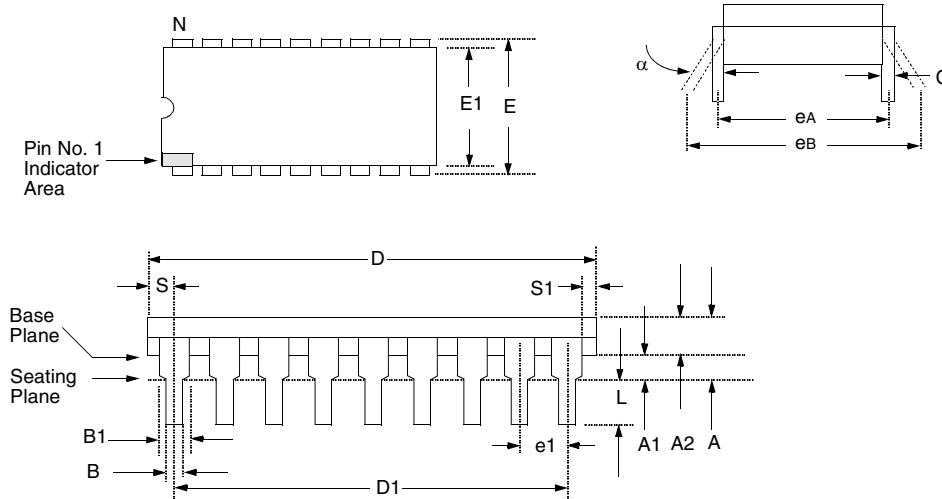 N
E1
E
Pin No. 1
Indicator
Area
α
C
eA
eB
D
S
S1
Base
Plane
Seating
Plane
L
B1
e1
A1
A2
A
B
D1